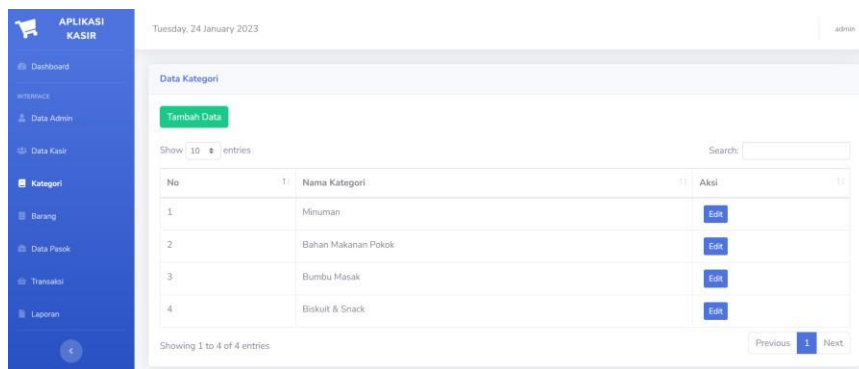 APLIKASI
KASIR
Tuesday, 24 January 2023
admin
Dashboard
INTERFACE
Data Admin
Data Kasir
Kategori
Barang
Data Pasok
Transaksi
Laporan
Data Kategori
Tambah Data
Show 10 entries
Search:
No Nama Kategori Aksi
1 Minuman Edit
2 Bahan Makanan Pokok Edit
3 Bumbu Masak Edit
4 Biskuit & Snack Edit
Showing 1 to 4 of 4 entries
Previous 1 Next